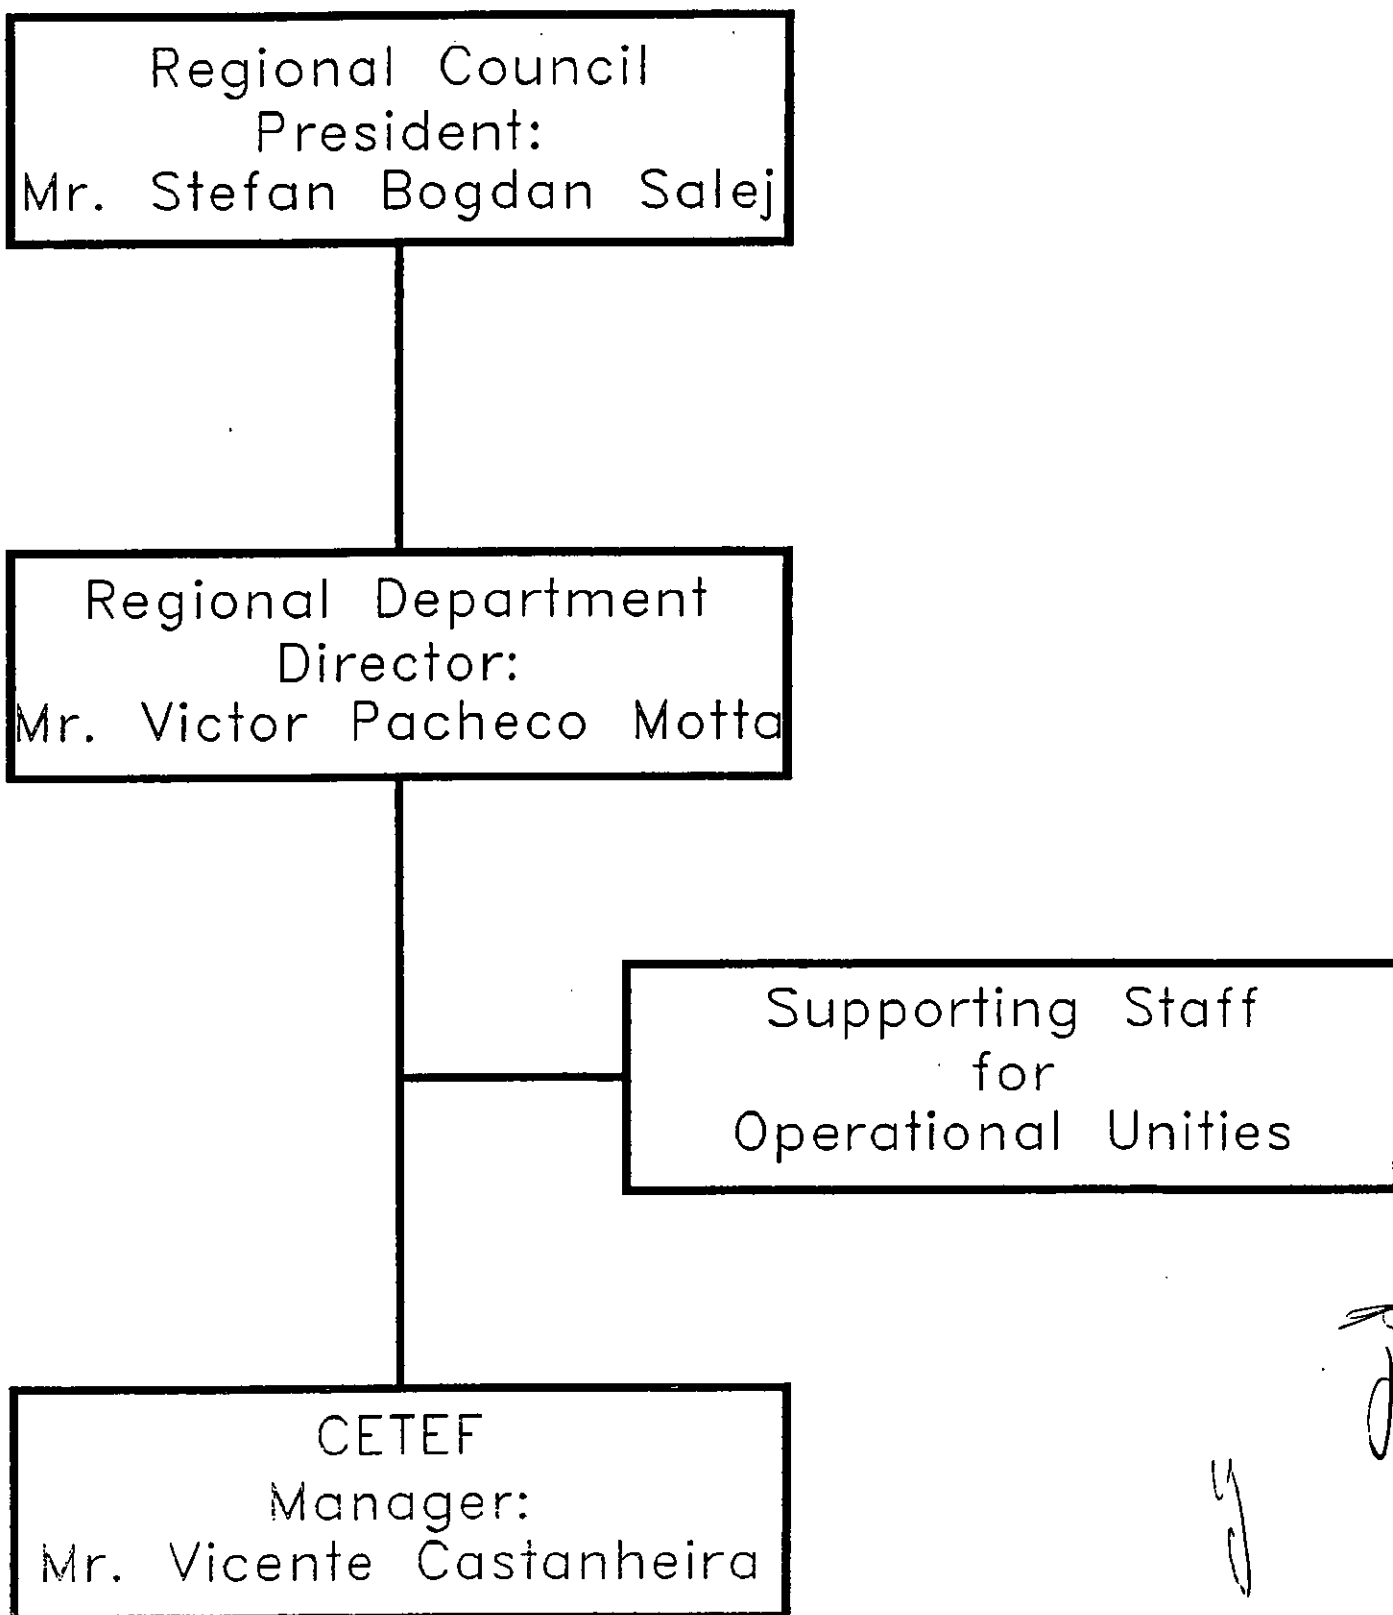 Regional Council
President:
Mr. Stefan Bogdan Salej
Regional Department
Director:
Mr. Victor Pacheco Motta
Supporting Staff
for
Operational Unities
CETEF
Manager:
Mr. Vicente Castanheira